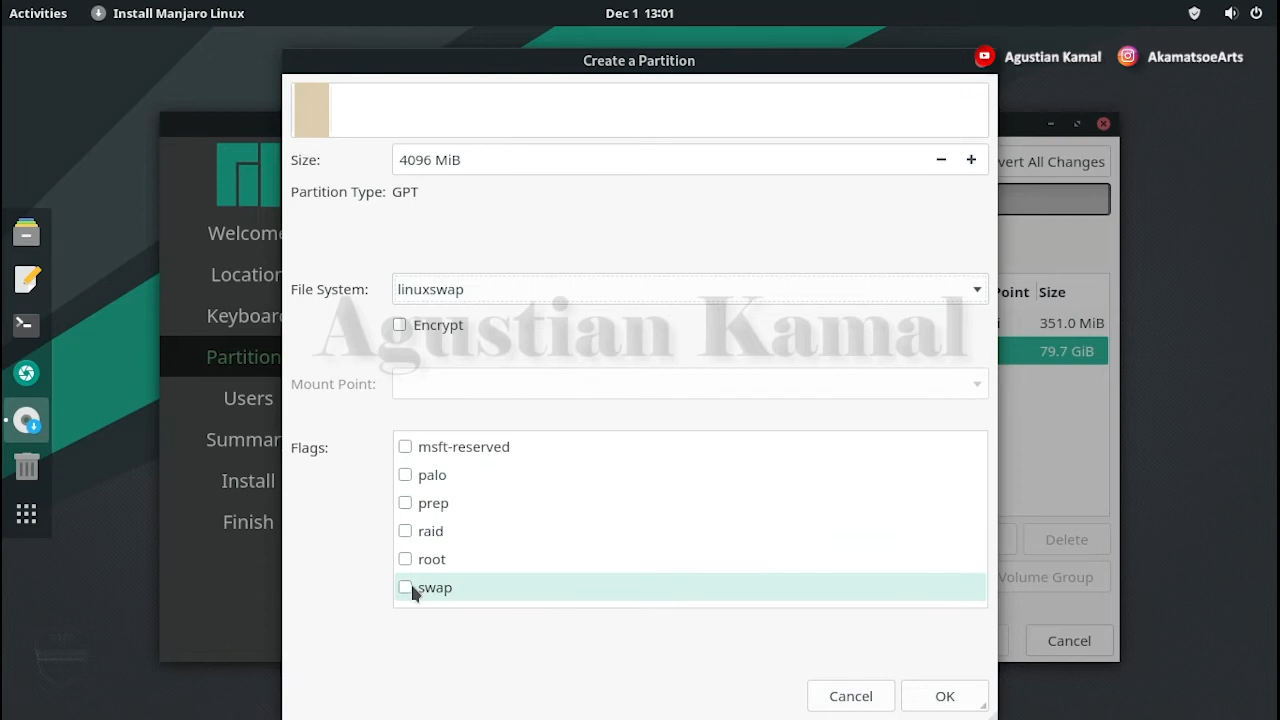 Activities Install Manjaro Linux Dec 1 13:01
Create a Partition
Agustian Kamal AkamatsoeArts
Size: 4096 MiB
Partition Type: GPT
File System: linuxswap
Encrypt
Agustian Kamal
Mount Point:
Flags:
msft-reserved
palo
prep
raid
root
swap
Cancel OK
Welcome
Location
Keyboard
Partition
Users
Summar
Install
Finish
vert All Changes
Point Size
i 351.0 MiB
79.7 GiB
Delete
Volume Group
Cancel